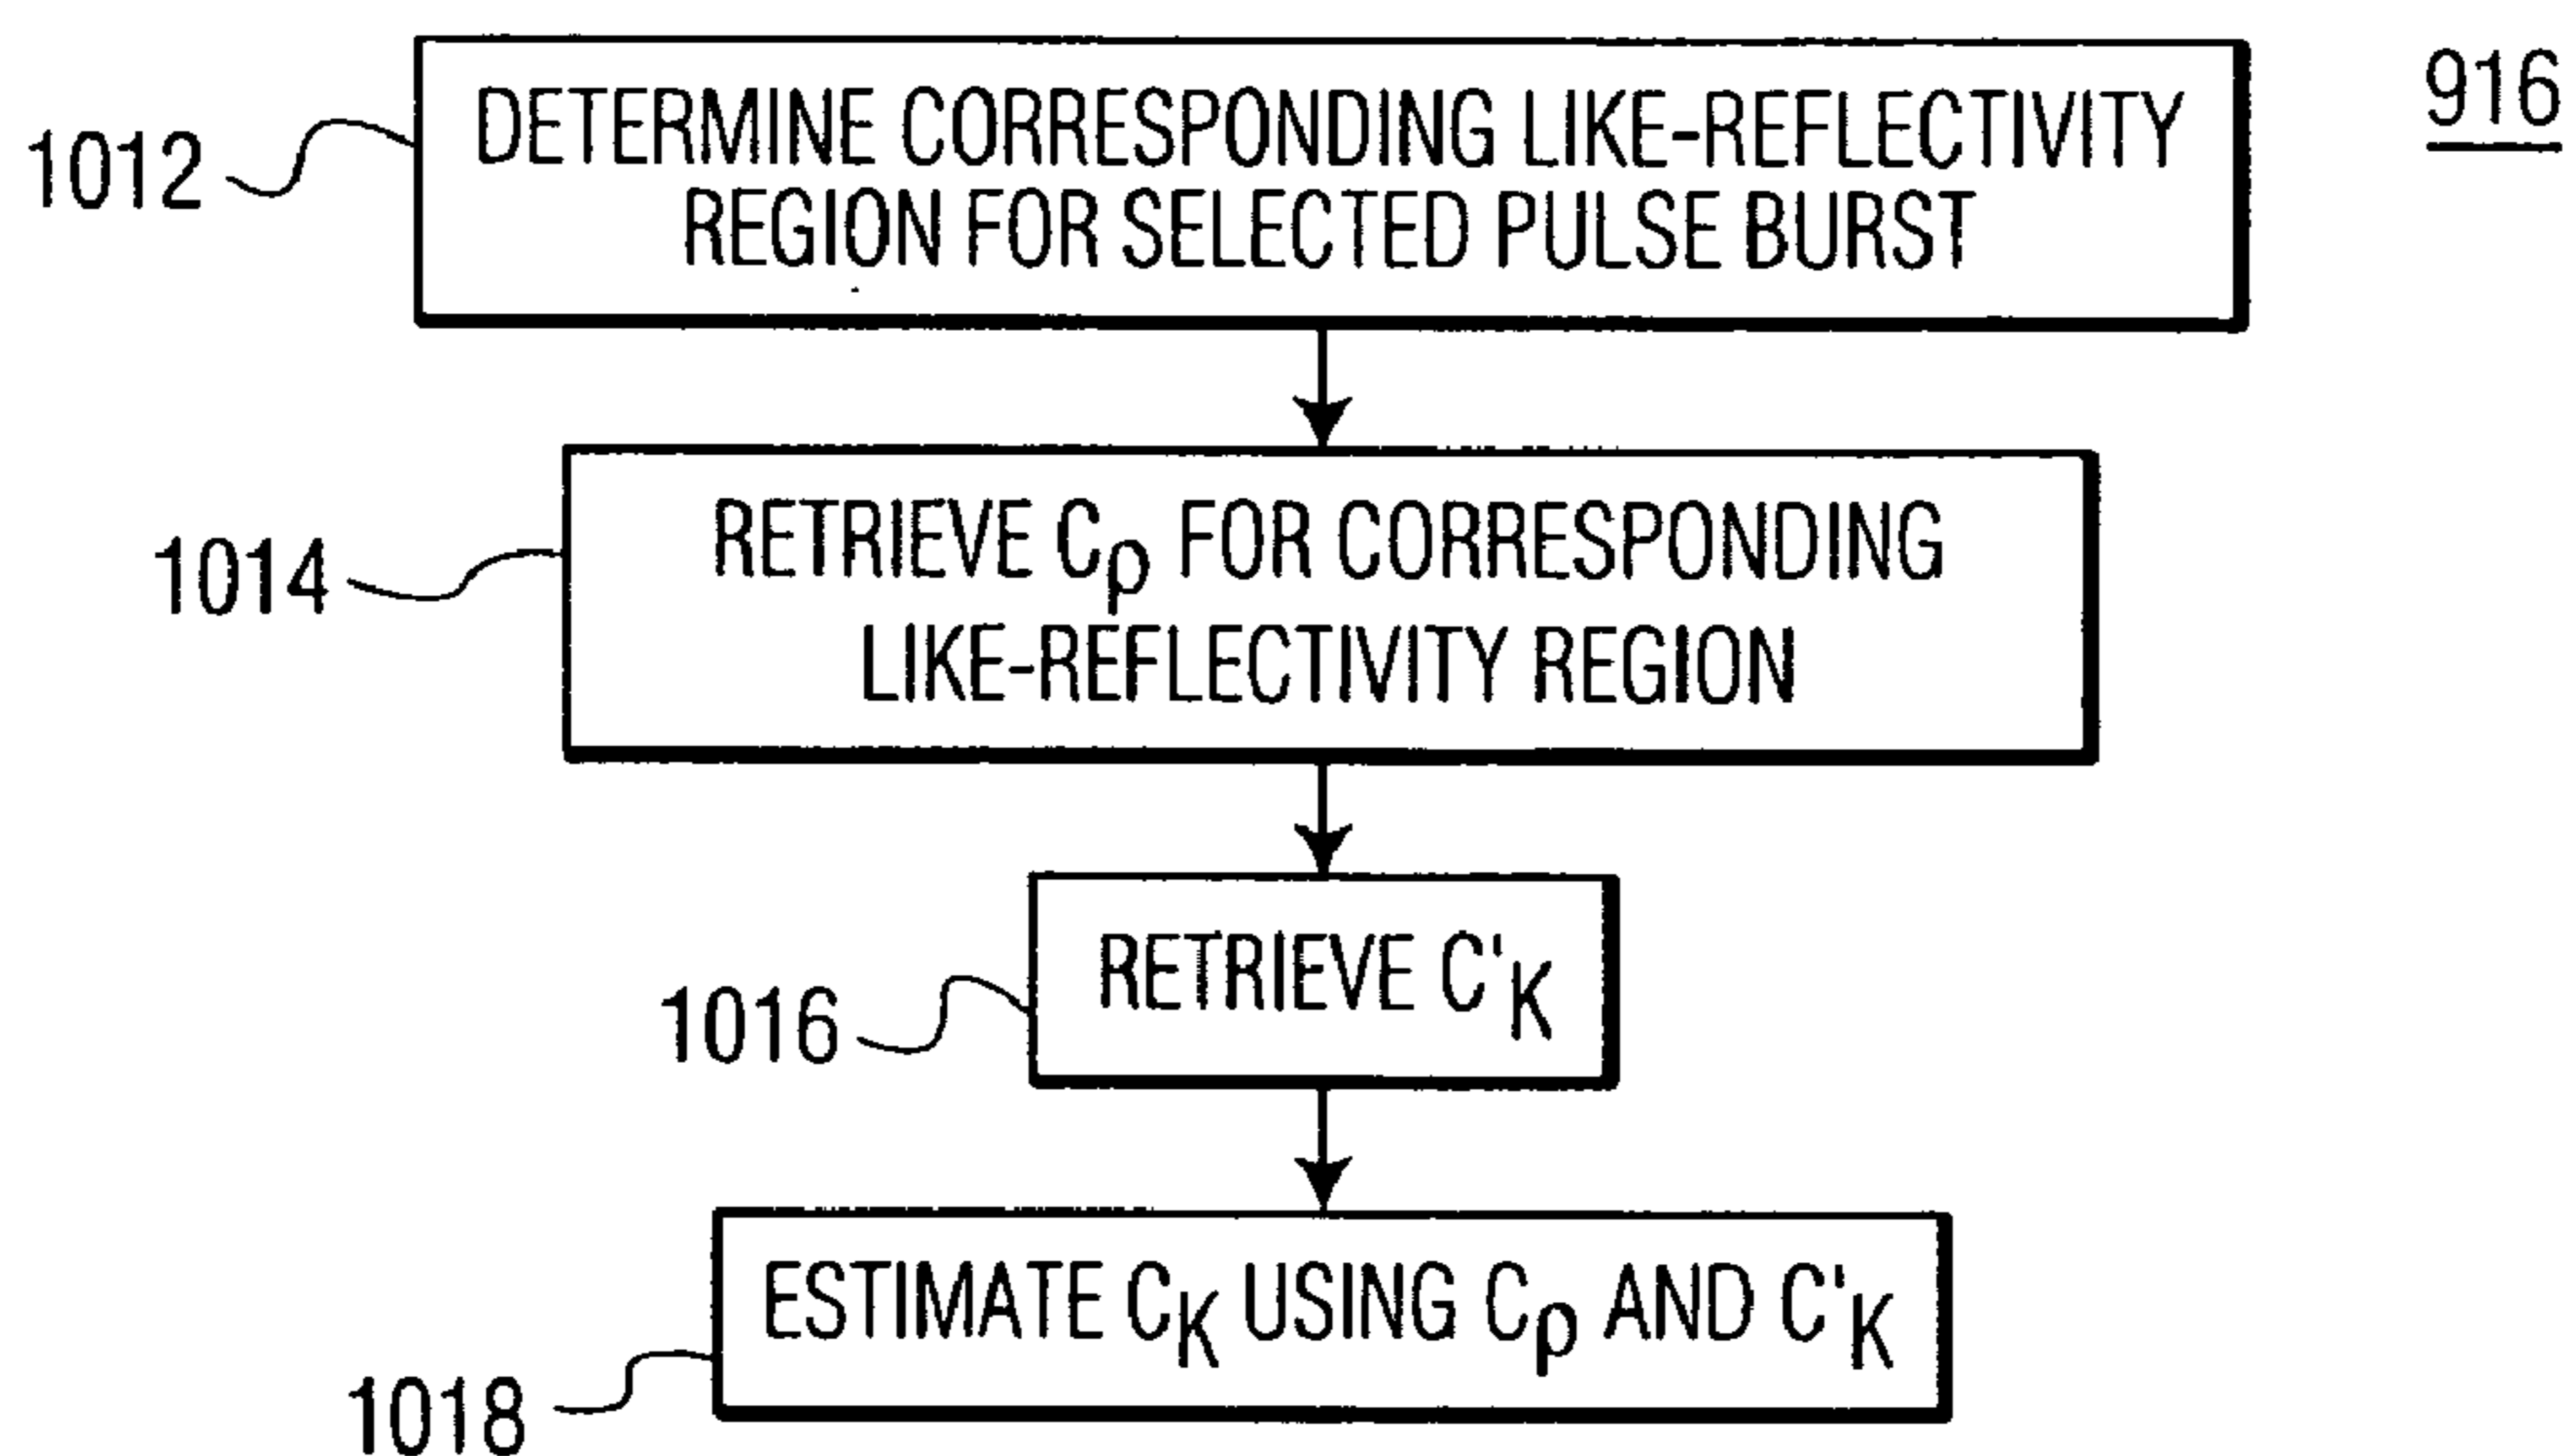 916
1012
DETERMINE CORRESPONDING LIKE-REFLECTIVITY
REGION FOR SELECTED PULSE BURST
1014
RETRIEVE Cρ FOR CORRESPONDING
LIKE-REFLECTIVITY REGION
1016
RETRIEVE C'K
1018
ESTIMATE CK USING Cρ AND C'K